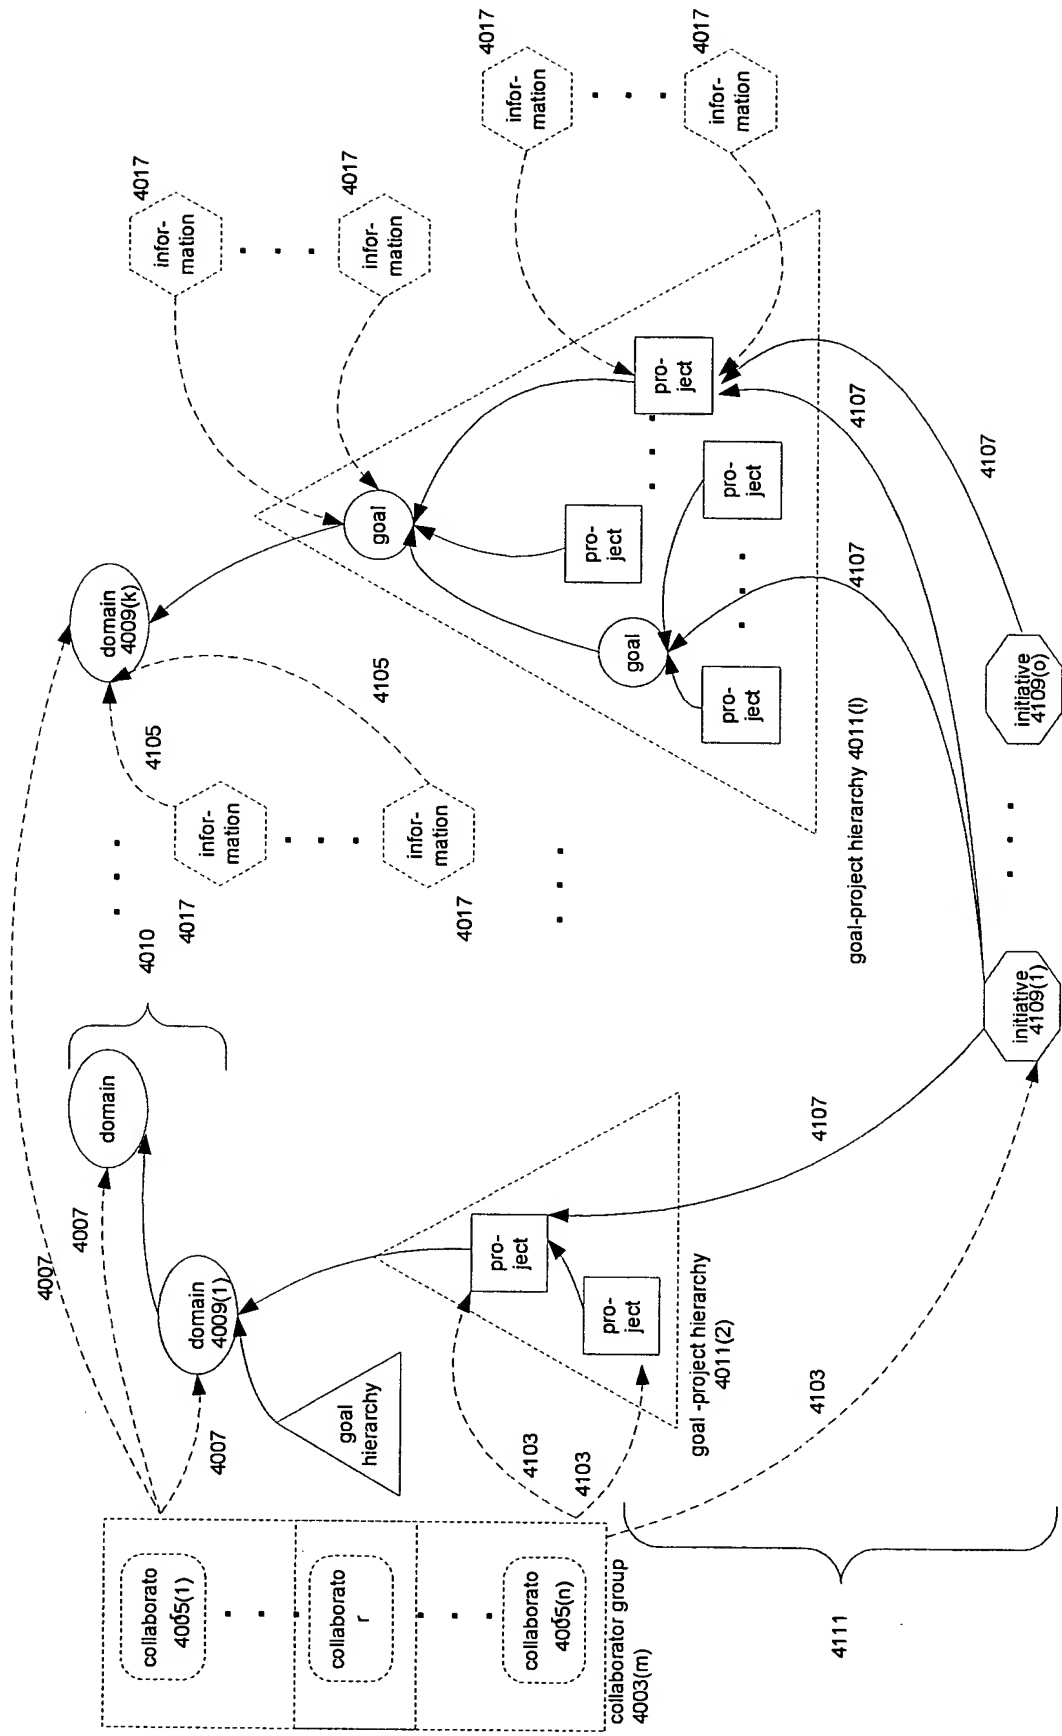 collaborato
4005(1)
r
collaborato
r
collaborato
4005(n)
r
collaborator group
4003(m)
4007
4007
4007
domain
4009(1)
domain
4010
goal
hierarchy
4103
4103
4103
pro-
ject
pro-
ject
goal -project hierarchy
4011(2)
4107
4111
domain
4009(k)
4105
4105
infor-
mation
4017
infor-
mation
4017
infor-
mation
4017
infor-
mation
4017
infor-
mation
4017
infor-
mation
4017
goal
goal
pro-
ject
pro-
ject
pro-
ject
pro-
ject
4107
4107
4107
goal-project hierarchy 4011(l)
initiative
4109(1)
initiative
4109(o)